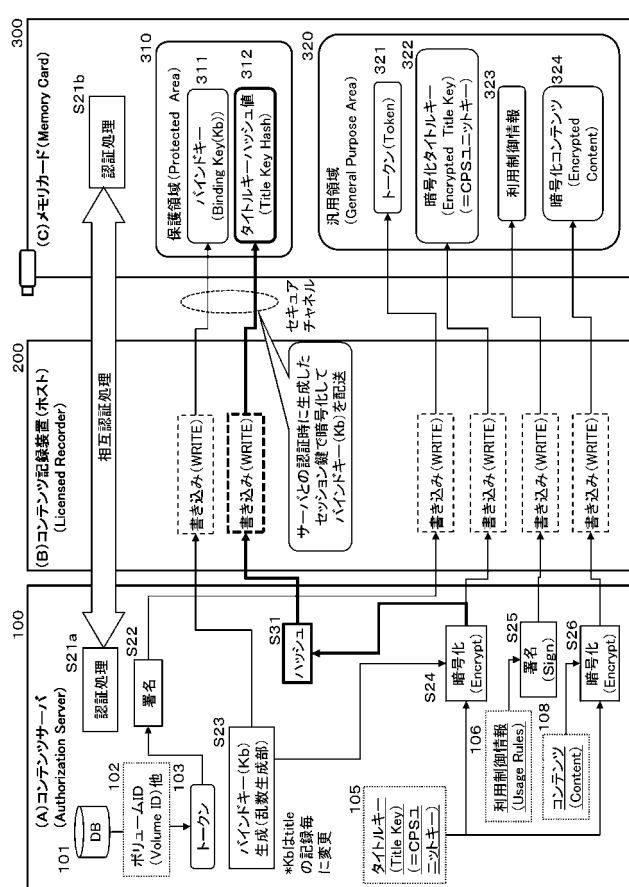 100
(A)コンテンツサーバ
(Authorization Server)
101
DB
102
ボリュームID
(Volume ID)他
103
トークン
S21a
認証処理
S22
署名
S23
バインドキー(Kb)
生成(乱数生成部)
*Kbはtitle
の記録毎
に変更
S31
ハッシュ
S24
暗号化
(Encrypt)
105
タイトルキー
(Title Key)
(=CPSユ
ニットキー)
106
利用制御情報
(Usage Rules)
S25
署名
(Sign)
108
コンテンツ
(Content)
S26
暗号化
(Encrypt)
200
(B)コンテンツ記録装置(ホスト)
(Licensed Recorder)
相互認証処理
書き込み(WRITE)
書き込み(WRITE)
サーバとの認証時に生成した
セッション鍵で暗号化して
バインドキー(Kb)を配送
書き込み(WRITE)
書き込み(WRITE)
書き込み(WRITE)
書き込み(WRITE)
セキュア
チャネル
300
(C)メモリカード(Memory Card)
S21b
認証処理
310
保護領域(Protected Area)
311
バインドキー
(Binding Key(Kb))
312
タイトルキーハッシュ値
(Title Key Hash)
320
汎用領域
(General Purpose Area)
321
トークン(Token)
322
暗号化タイトルキー
(Encrypted Title Key)
(=CPSユニットキー)
323
利用制御情報
324
暗号化コンテンツ
(Encrypted
Content)